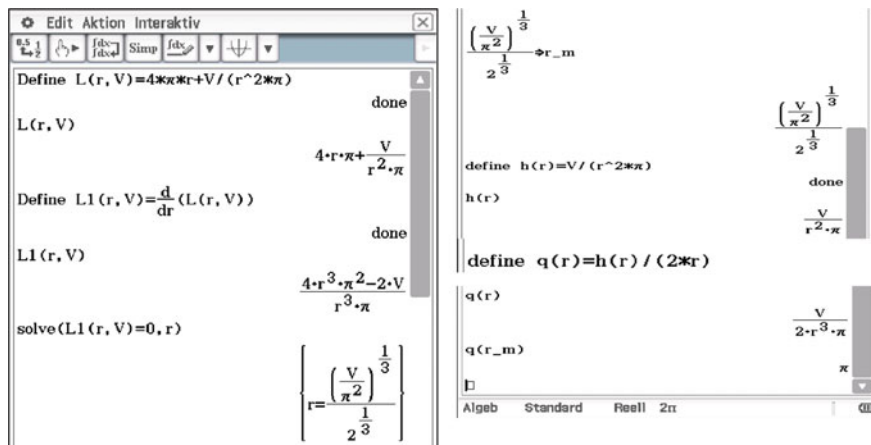 Edit Aktion Interaktiv
Simp
Define L(r,V)=4*π*r+V/(r^2*π)
done
L(r,V)
4·r·π+V/(r^2·π)
Define L1(r,V)=d/dr(L(r,V))
done
L1(r,V)
(4·r^3·π^2-2·V)/(r^3·π)
solve(L1(r,V)=0,r)
{r=(V/π^2)^(1/3)/2^(1/3)}
(V/π^2)^(1/3)/2^(1/3)⇒r_m
(V/π^2)^(1/3)/2^(1/3)
define h(r)=V/(r^2*π)
done
h(r)
V/(r^2·π)
define q(r)=h(r)/(2*r)
q(r)
V/(2·r^3·π)
q(r_m)
π
Algeb Standard Reell 2π